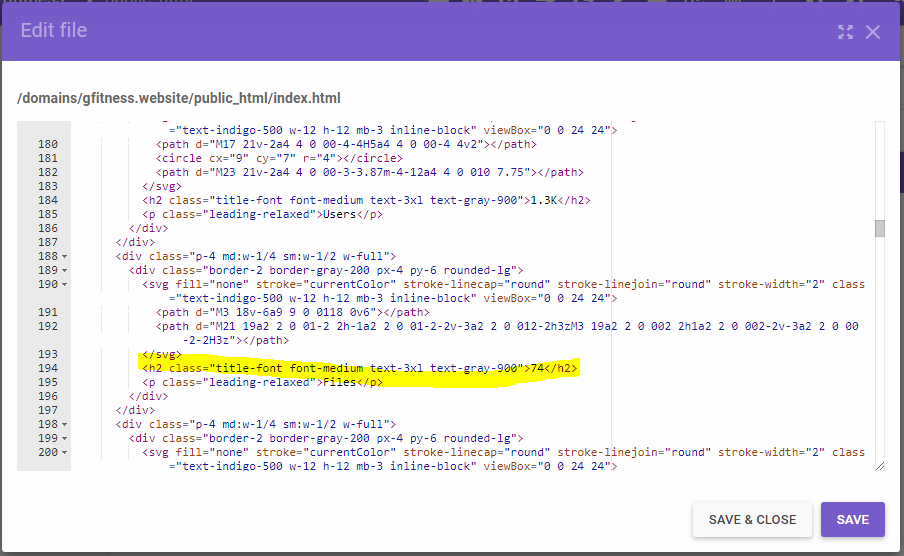 Edit file
/domains/gfitness.website/public_html/index.html
="text-indigo-500 w-12 h-12 mb-3 inline-block" viewBox="0 0 24 24">
180 <path d="M17 21v-2a4 4 0 00-4-4H5a4 4 0 00-4 4v2"></path>
181 <circle cx="9" cy="7" r="4"></circle>
182 <path d="M23 21v-2a4 4 0 00-3-3.87m-4-12a4 4 0 010 7.75"></path>
183 </svg>
184 <h2 class="title-font font-medium text-3xl text-gray-900">1.3K</h2>
185 <p class="leading-relaxed">Users</p>
186 </div>
187 </div>
188 <div class="p-4 md:w-1/4 sm:w-1/2 w-full">
189 <div class="border-2 border-gray-200 px-4 py-6 rounded-lg">
190 <svg fill="none" stroke="currentColor" stroke-linecap="round" stroke-linejoin="round" stroke-width="2" class
="text-indigo-500 w-12 h-12 mb-3 inline-block" viewBox="0 0 24 24">
191 <path d="M3 18v-6a9 9 0 0118 0v6"></path>
192 <path d="M21 19a2 2 0 01-2 2h-1a2 2 0 01-2-2v-3a2 2 0 012-2h3zM3 19a2 2 0 002 2h1a2 2 0 002-2v-3a2 2 0 00
-2-2H3z"></path>
193 </svg>
194 <h2 class="title-font font-medium text-3xl text-gray-900">74</h2>
195 <p class="leading-relaxed">Files</p>
196 </div>
197 </div>
198 <div class="p-4 md:w-1/4 sm:w-1/2 w-full">
199 <div class="border-2 border-gray-200 px-4 py-6 rounded-lg">
200 <svg fill="none" stroke="currentColor" stroke-linecap="round" stroke-linejoin="round" stroke-width="2" class
="text-indigo-500 w-12 h-12 mb-3 inline-block" viewBox="0 0 24 24">
SAVE & CLOSE
SAVE